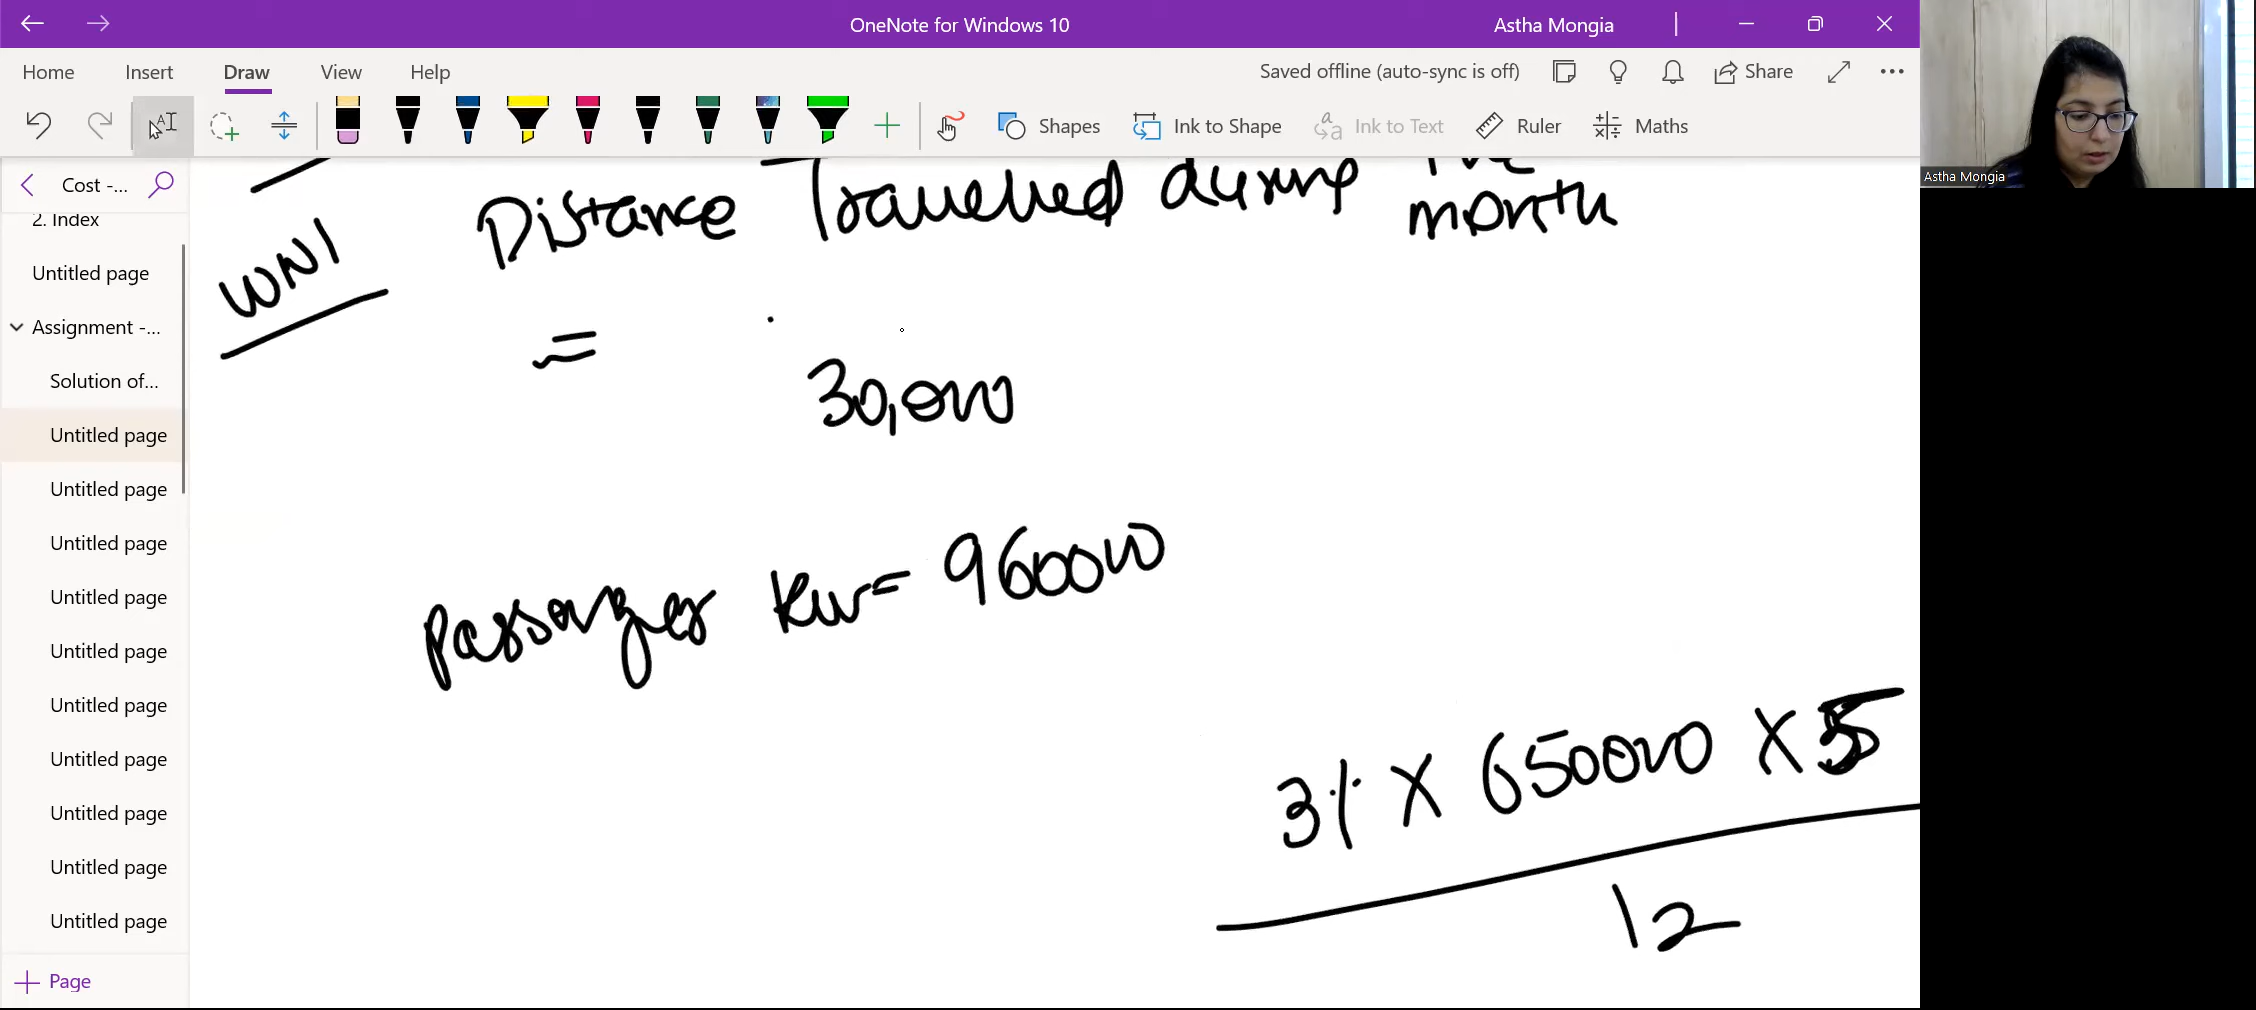 OneNote for Windows 10
Astha Mongia
Home Insert Draw View Help
Saved offline (auto-sync is off)
Share
Shapes
Ink to Shape
Ink to Text
Ruler
Maths
Astha Mongia
Cost -...
2. Index
Untitled page
Assignment -...
Solution of...
Untitled page
Untitled page
Untitled page
Untitled page
Untitled page
Untitled page
Untitled page
Untitled page
Untitled page
Untitled page
Page
WN1
Distance Travelled during the
month
=
30,000
Passenger km = 960000
3% X 650000 X 5
12